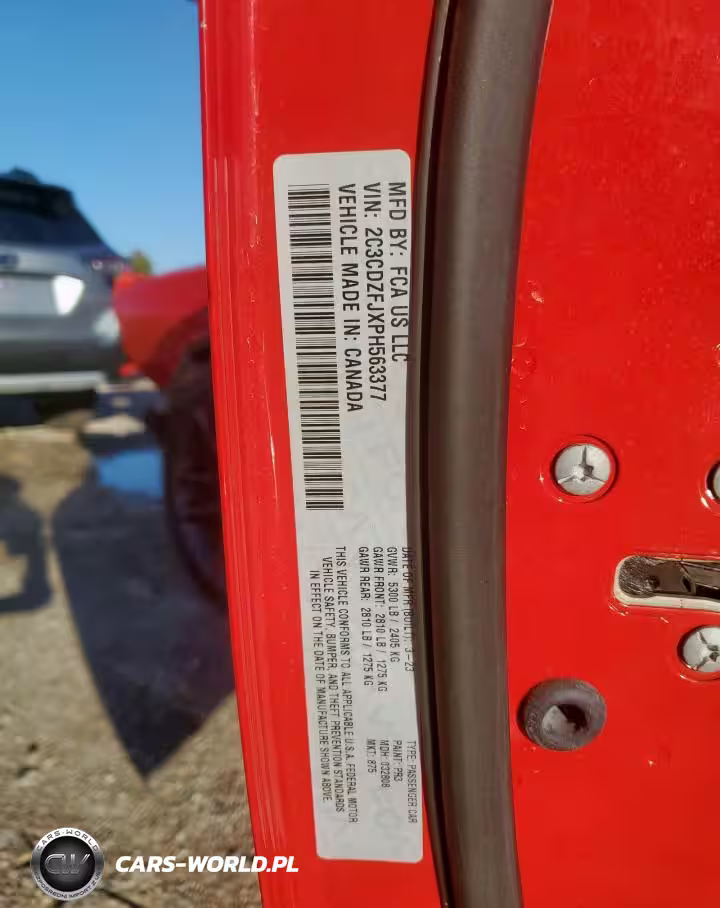 MFD BY: FCA US LLC
VIN: 2C3CDZFJXPH563377
VEHICLE MADE IN: CANADA
DATE OF MFR (BUILT): 3-23
GVWR: 5300 LB / 2405 KG
GAWR FRONT: 2810 LB / 1275 KG
GAWR REAR: 2810 LB / 1275 KG
TYPE: PASSENGER CAR
PAINT: PR3
MDH: 032808
MKT: 875
THIS VEHICLE CONFORMS TO ALL APPLICABLE U.S.A. FEDERAL MOTOR
VEHICLE SAFETY, BUMPER, AND THEFT PREVENTION STANDARDS
IN EFFECT ON THE DATE OF MANUFACTURE SHOWN ABOVE.
CARS-WORLD
CW
CARS-WORLD.PL